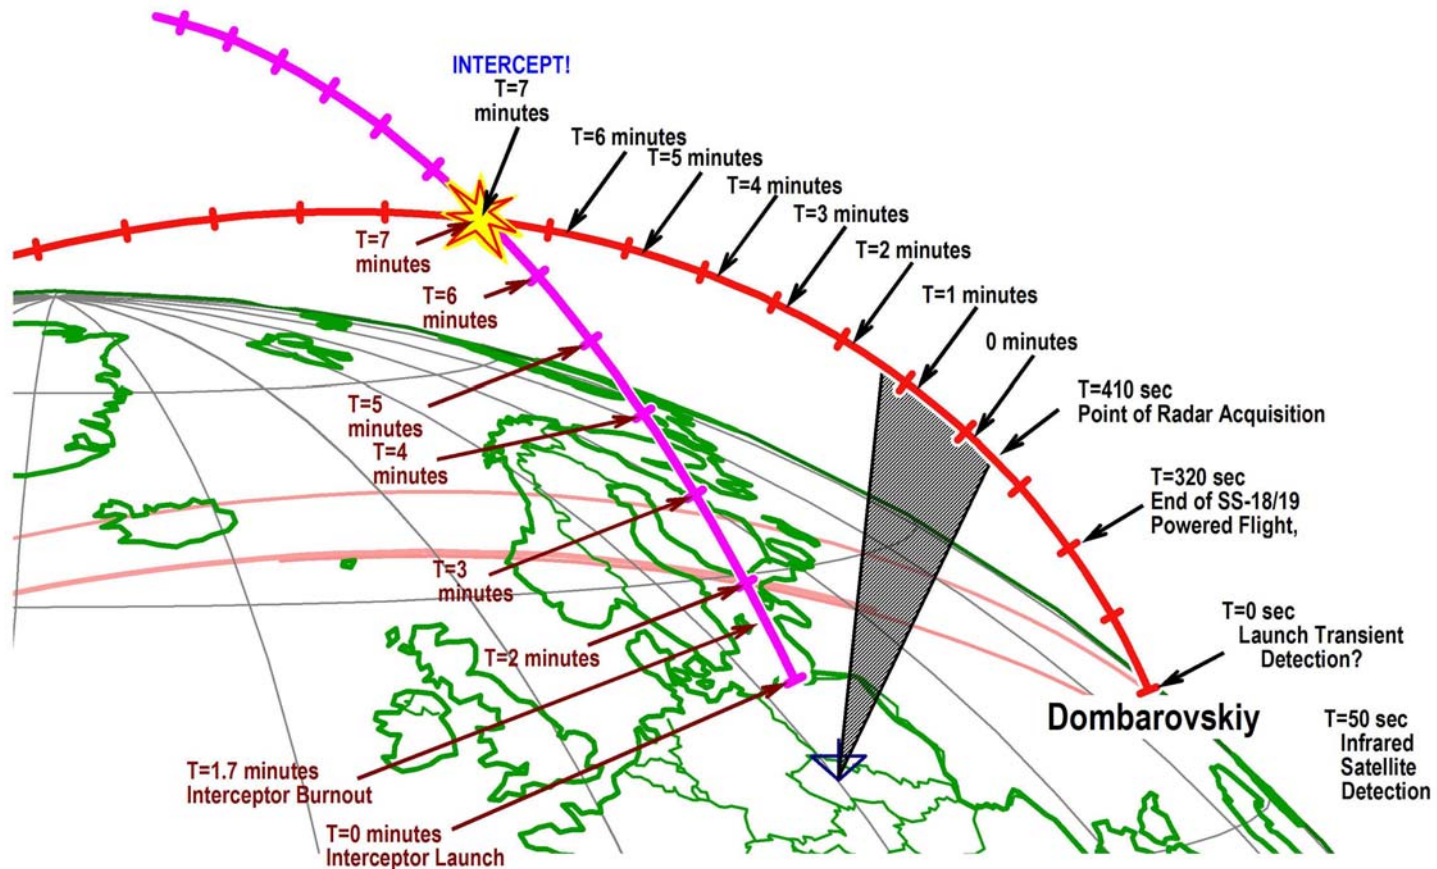 INTERCEPT!
T=7
minutes
T=6 minutes
T=5 minutes
T=4 minutes
T=3 minutes
T=2 minutes
T=1 minutes
0 minutes
T=410 sec
Point of Radar Acquisition
T=320 sec
End of SS-18/19
Powered Flight,
T=0 sec
Launch Transient
Detection?
Dombarovskiy
T=50 sec
Infrared
Satellite
Detection
T=7
minutes
T=6
minutes
T=5
minutes
T=4
minutes
T=3
minutes
T=2 minutes
T=1.7 minutes
Interceptor Burnout
T=0 minutes
Interceptor Launch